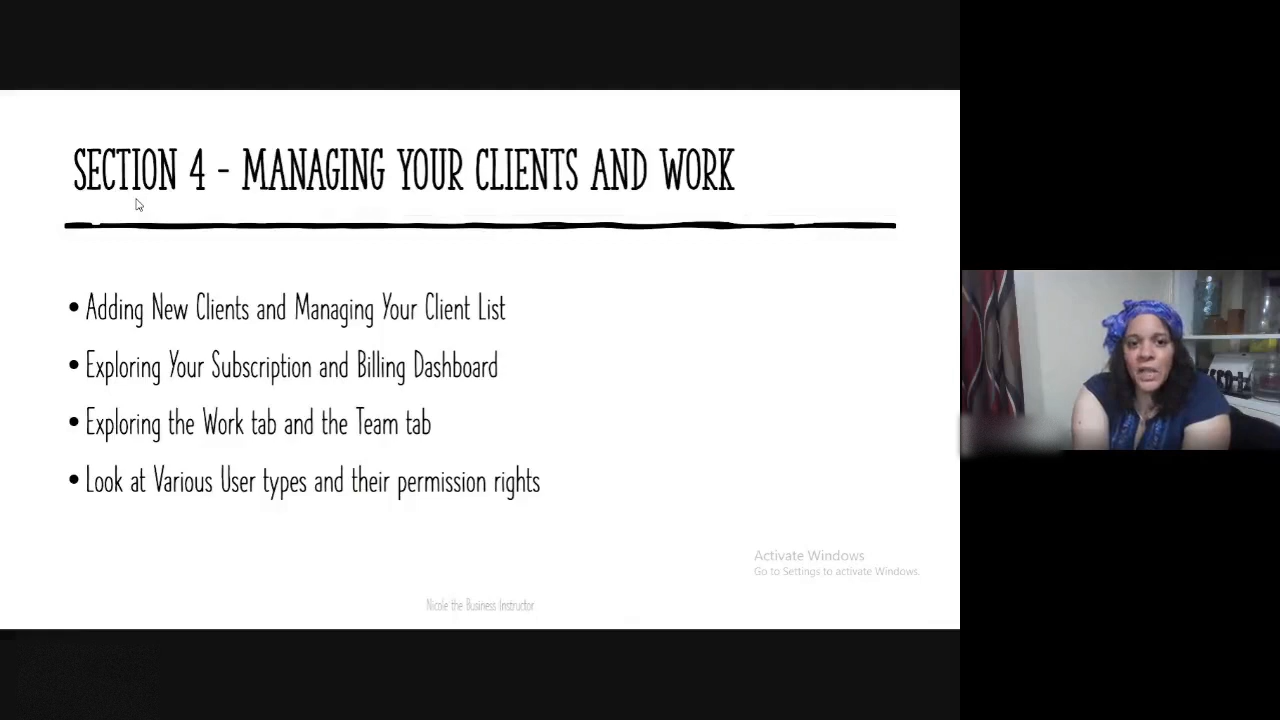 SECTION 4 - MANAGING YOUR CLIENTS AND WORK
• Adding New Clients and Managing Your Client List
• Exploring Your Subscription and Billing Dashboard
• Exploring the Work tab and the Team tab
• Look at Various User types and their permission rights
Activate Windows
Go to Settings to activate Windows.
Nicole the Business Instructor